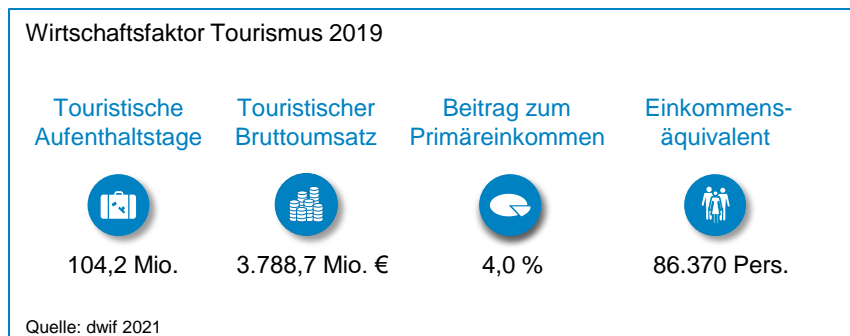 Wirtschaftsfaktor Tourismus 2019
Touristische
Aufenthaltstage
Touristischer
Bruttoumsatz
Beitrag zum
Primäreinkommen
Einkommens-
äquivalent
104,2 Mio.
3.788,7 Mio. €
4,0 %
86.370 Pers.
Quelle: dwif 2021